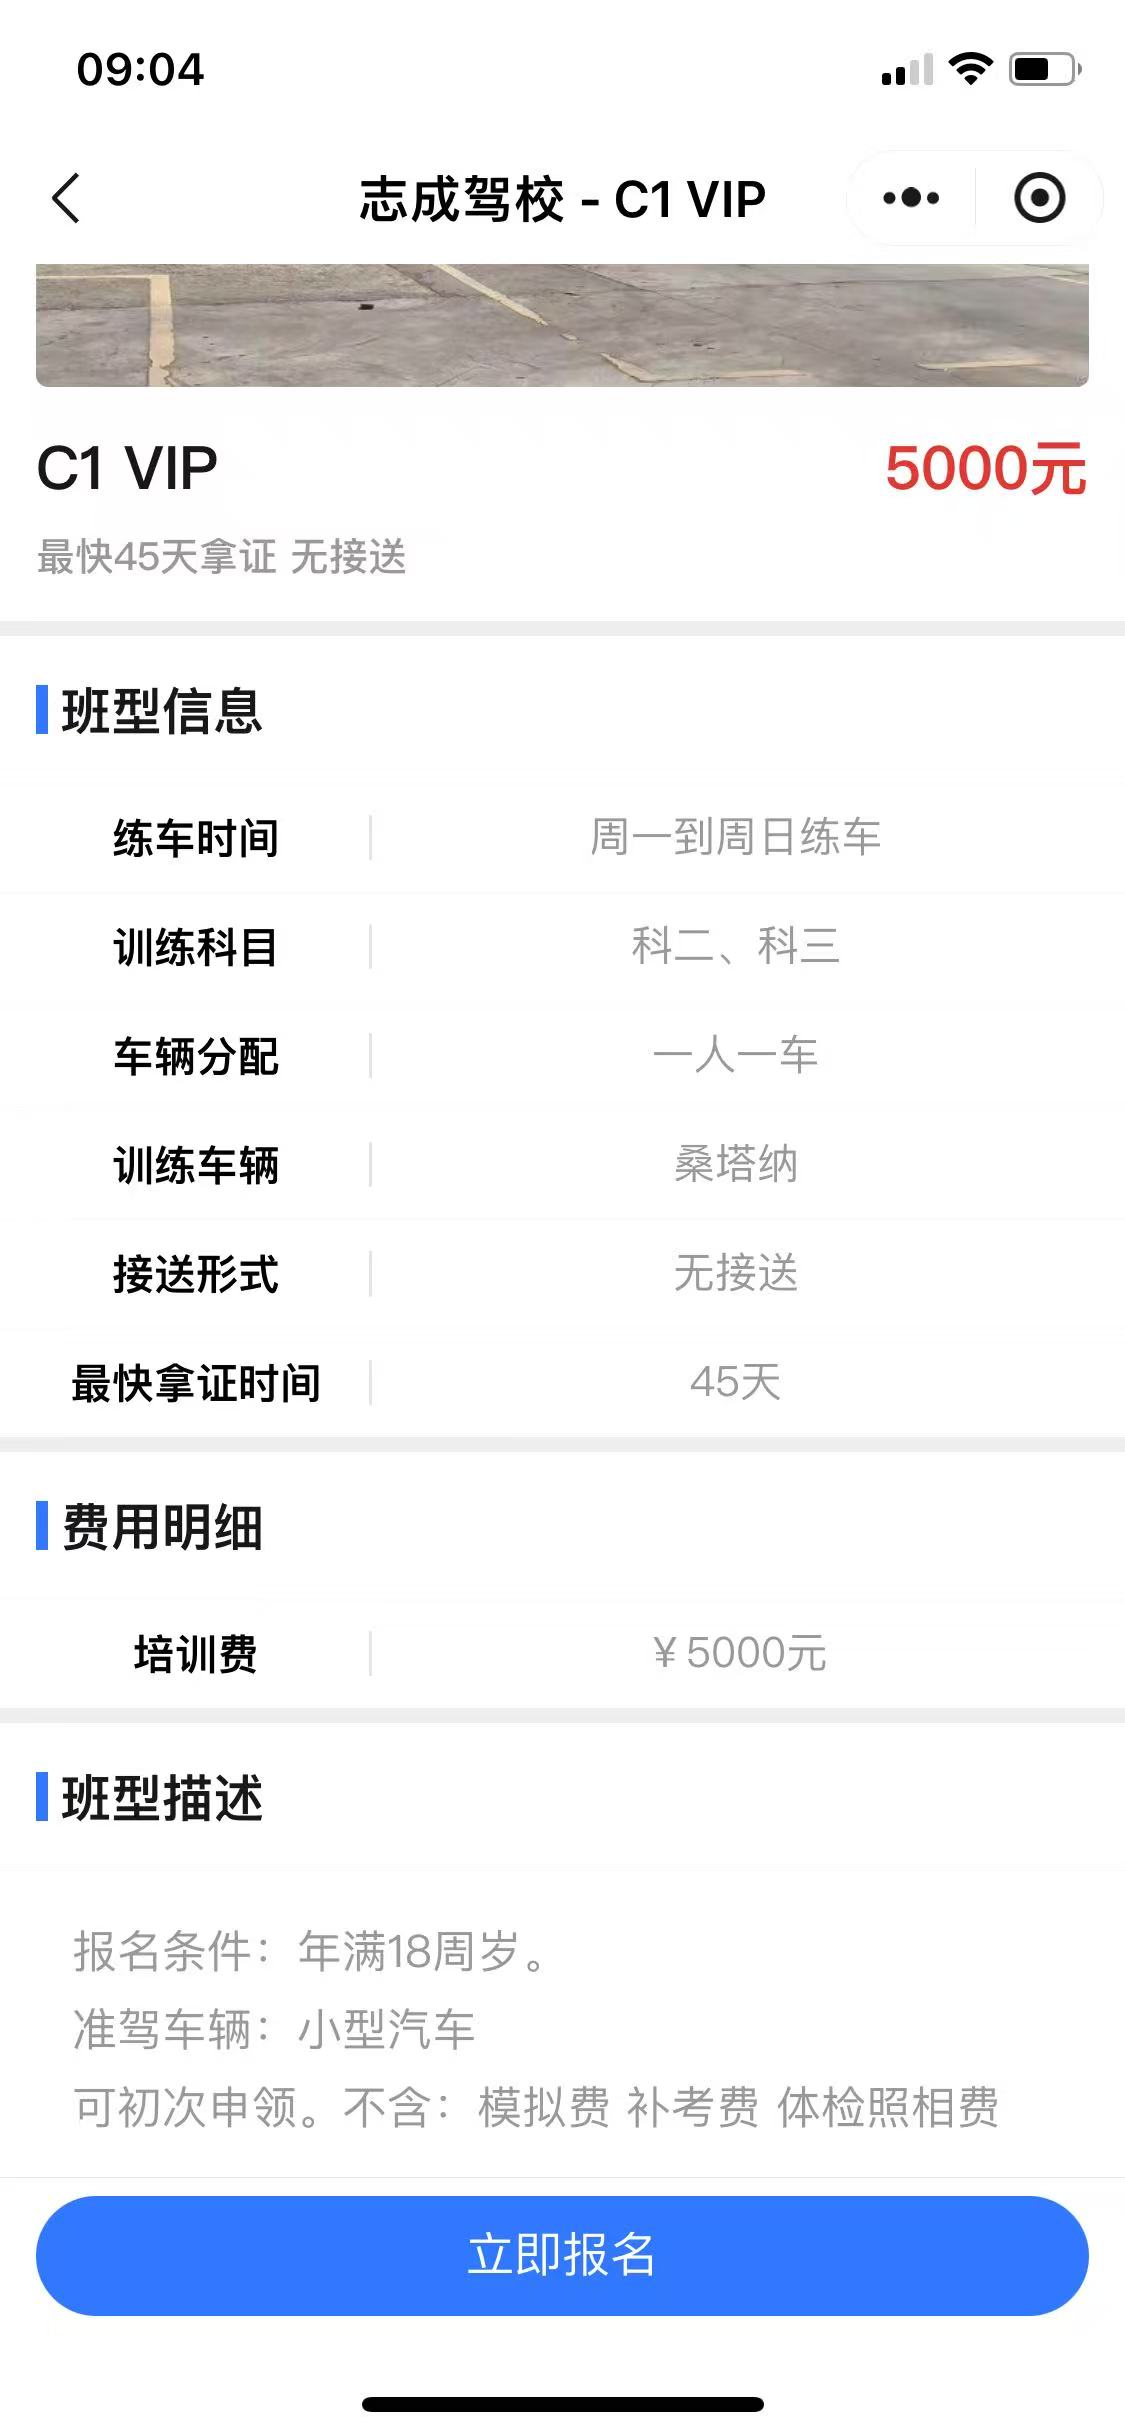 09:04
志成驾校 - C1 VIP
C1 VIP
5000元
最快45天拿证 无接送
班型信息
练车时间 周一到周日练车
训练科目 科二、科三
车辆分配 一人一车
训练车辆 桑塔纳
接送形式 无接送
最快拿证时间 45天
费用明细
培训费 ¥5000元
班型描述
报名条件：年满18周岁。
准驾车辆：小型汽车
可初次申领。不含：模拟费 补考费 体检照相费
立即报名